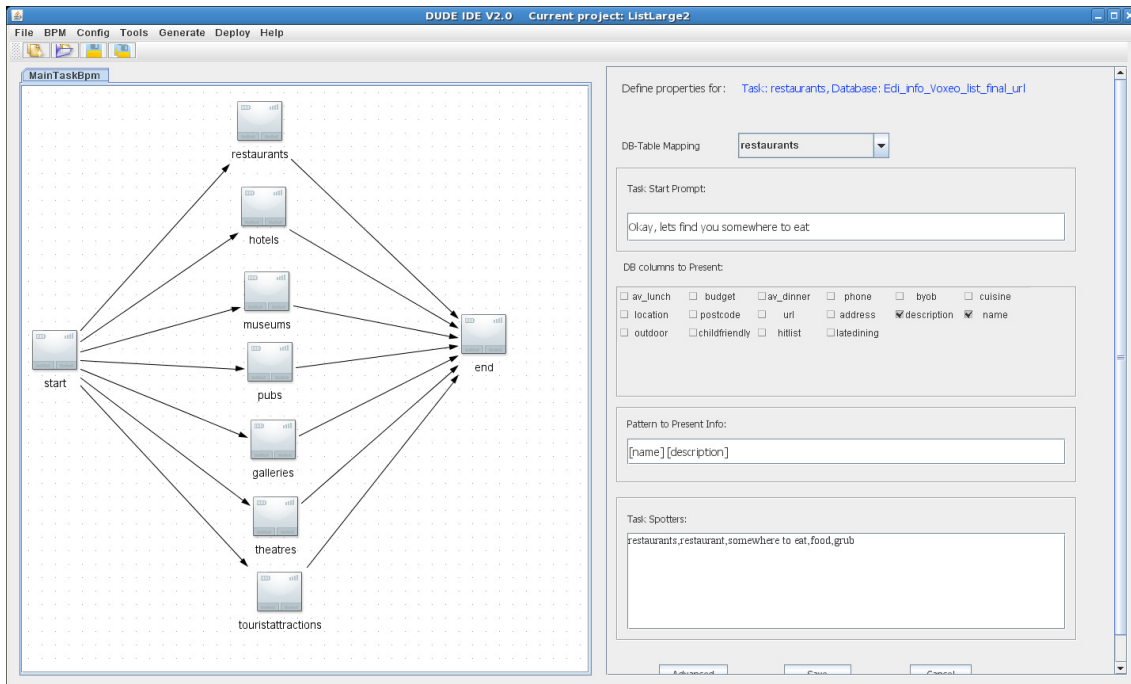 DUDE IDE V2.0 Current project: ListLarge2
File BPM Config Tools Generate Deploy Help
MainTaskBpm
restaurants
hotels
museums
start
end
pubs
galleries
theatres
touristattractions
Define properties for: Task: restaurants, Database: Edi_info_Voxeo_list_final_url
DB-Table Mapping restaurants
Task Start Prompt:
Okay, lets find you somewhere to eat
DB columns to Present:
av_lunch budget av_dinner phone byob cuisine
location postcode url address description name
outdoor childfriendly hitlist latedining
Pattern to Present Info:
[name] [description]
Task Spotters:
restaurants,restaurant,somewhere to eat,food,grub
Advanced Save Cancel